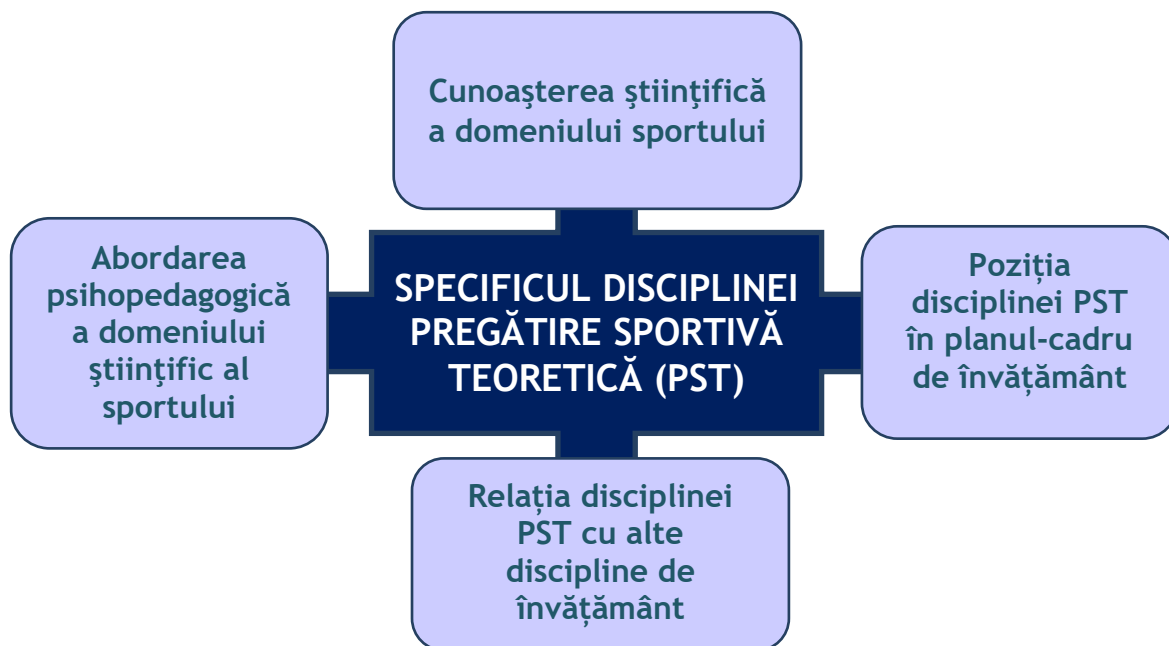 Cunoaşterea ştiinţifică
a domeniului sportului
Abordarea
psihopedagogică
a domeniului
ştiinţific al
sportului
SPECIFICUL DISCIPLINEI
PREGĂTIRE SPORTIVĂ
TEORETICĂ (PST)
Poziția
disciplinei PST
în planul-cadru
de învățământ
Relația disciplinei
PST cu alte
discipline de
învățământ